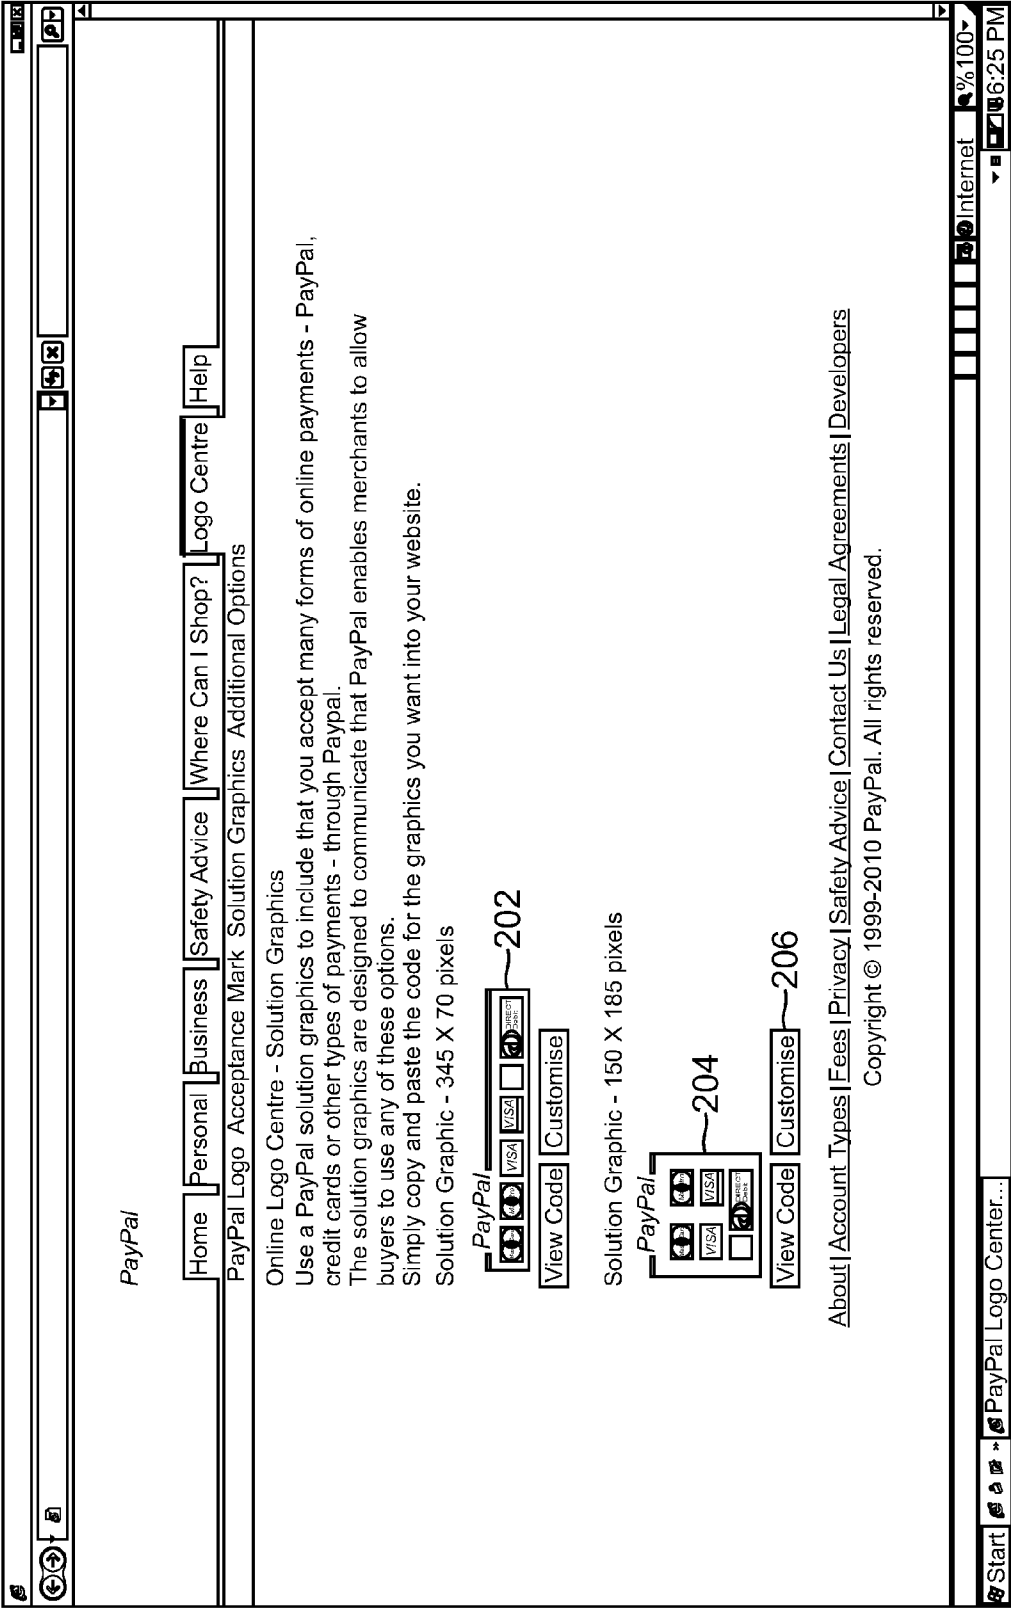 PayPal
Home Personal Business Safety Advice Where Can I Shop? Logo Centre Help
PayPal Logo Acceptance Mark Solution Graphics Additional Options
Online Logo Centre - Solution Graphics
Use a PayPal solution graphics to include that you accept many forms of online payments - PayPal,
credit cards or other types of payments - through Paypal.
The solution graphics are designed to communicate that PayPal enables merchants to allow
buyers to use any of these options.
Simply copy and paste the code for the graphics you want into your website.
Solution Graphic - 345 X 70 pixels
PayPal
VISA VISA DIRECT Debit
202
View Code Customise
Solution Graphic - 150 X 185 pixels
PayPal
VISA VISA
DIRECT Debit
204
View Code Customise
206
About | Account Types | Fees | Privacy | Safety Advice | Contact Us | Legal Agreements | Developers
Copyright © 1999-2010 PayPal. All rights reserved.
Internet %100
Start PayPal Logo Center... 6:25 PM